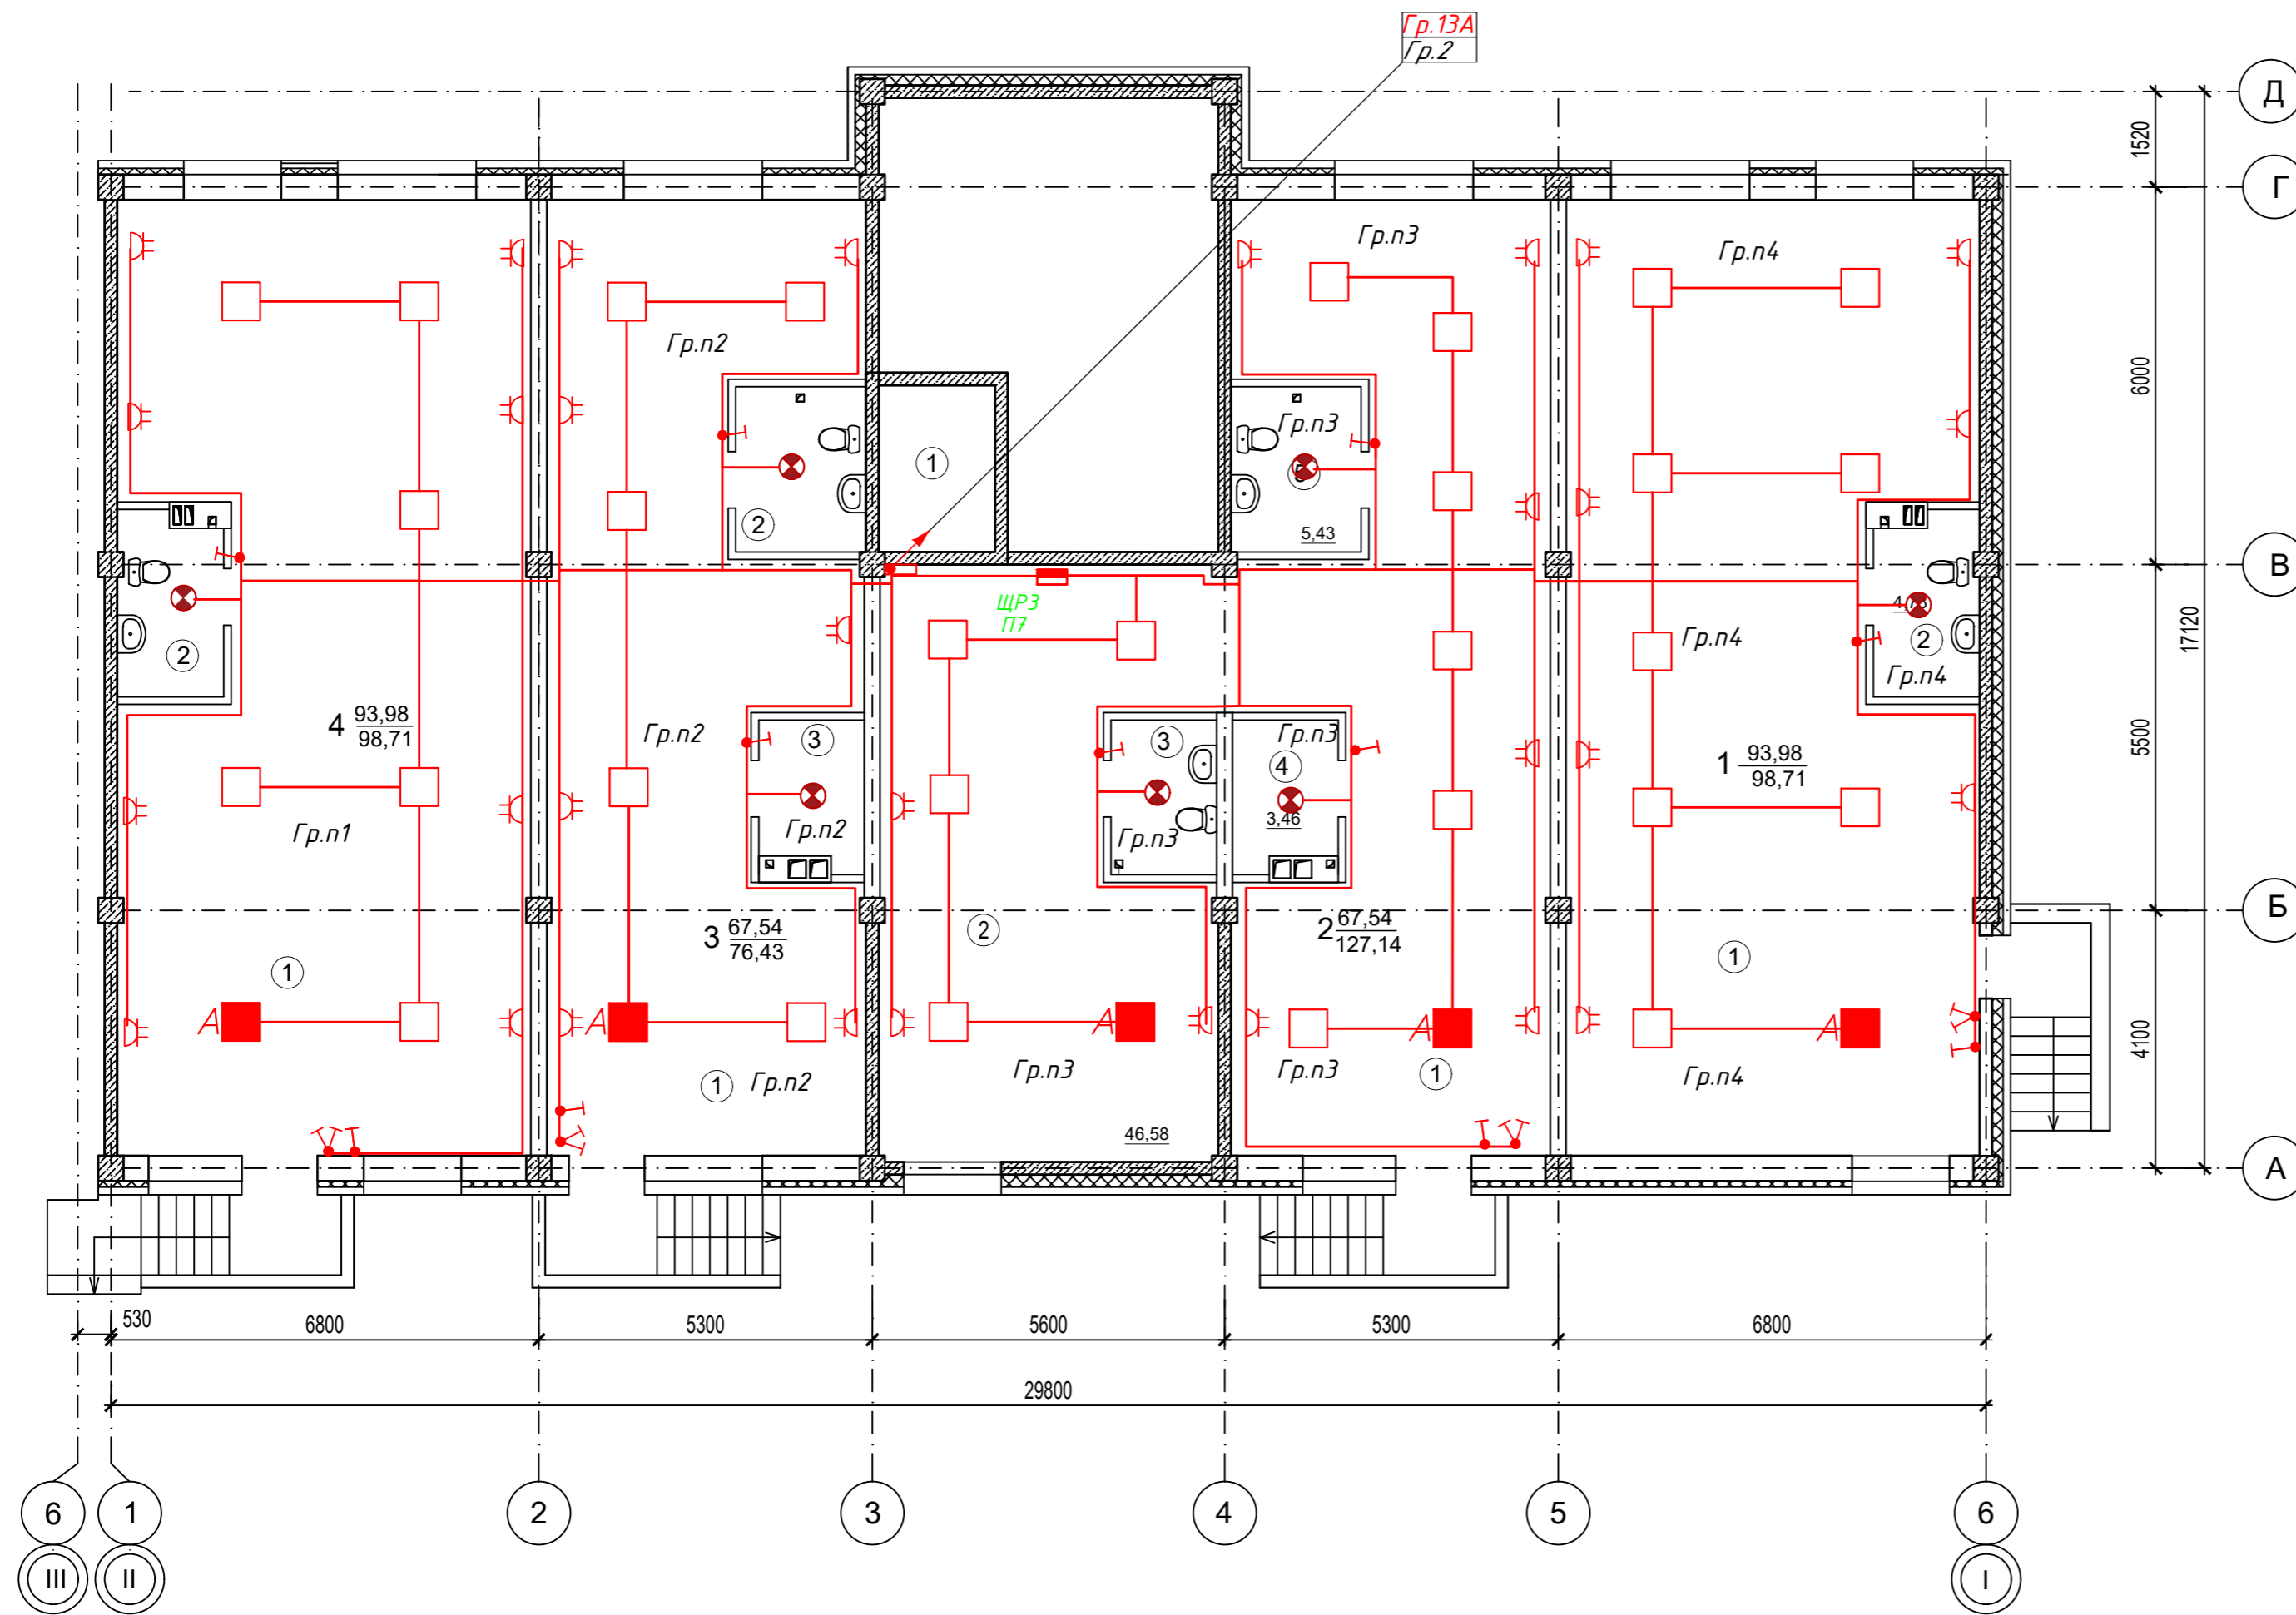 Гр.13А
Гр.2
Д
1520
Г
Гр.п3
Гр.п4
Гр.п2
6000
Гр.п3
1
5
2
5,43
В
ЩР3
П7
17120
2
Гр.п4
2
Гр.п4
4 93,98
98,71
Гр.п2
3
3
Гр.п3
4
5500
1 93,98
98,71
3,46
Гр.п1
Гр.п2
Гр.п3
Б
3 67,54
76,43
2
2 67,54
127,14
1
1
А
А
А
А
А
4100
Гр.п3
Гр.п3
1
Гр.п4
1
Гр.п2
46,58
А
530
6800
5300
5600
5300
6800
29800
6
1
2
3
4
5
6
III
II
I